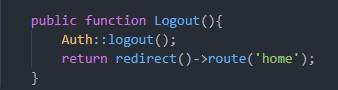 public function Logout(){
Auth::logout();
return redirect()->route('home');
}